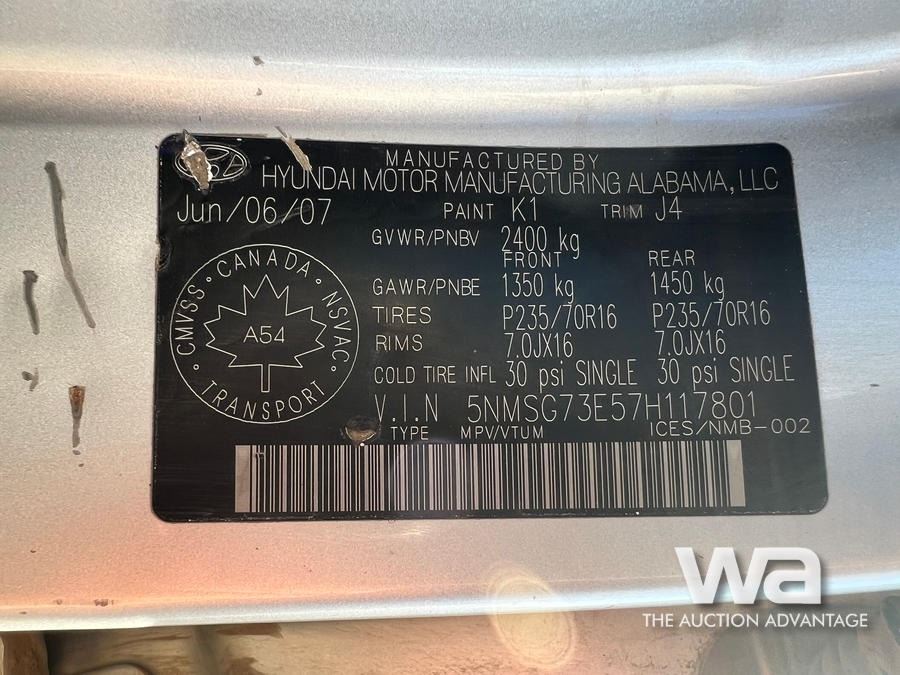 MANUFACTURED BY
HYUNDAI MOTOR MANUFACTURING ALABAMA, LLC
Jun/06/07 PAINT K1 TRIM J4
GVWR/PNBV 2400 kg
FRONT REAR
GAWR/PNBE 1350 kg 1450 kg
TIRES P235/70R16 P235/70R16
RIMS 7.0JX16 7.0JX16
COLD TIRE INFL 30 psi SINGLE 30 psi SINGLE
V.I.N 5NMSG73E57H117801
TYPE MPV/VTUM ICES/NMB-002
CMVSS • CANADA • NSVAC • TRANSPORT •
A54
wa
THE AUCTION ADVANTAGE